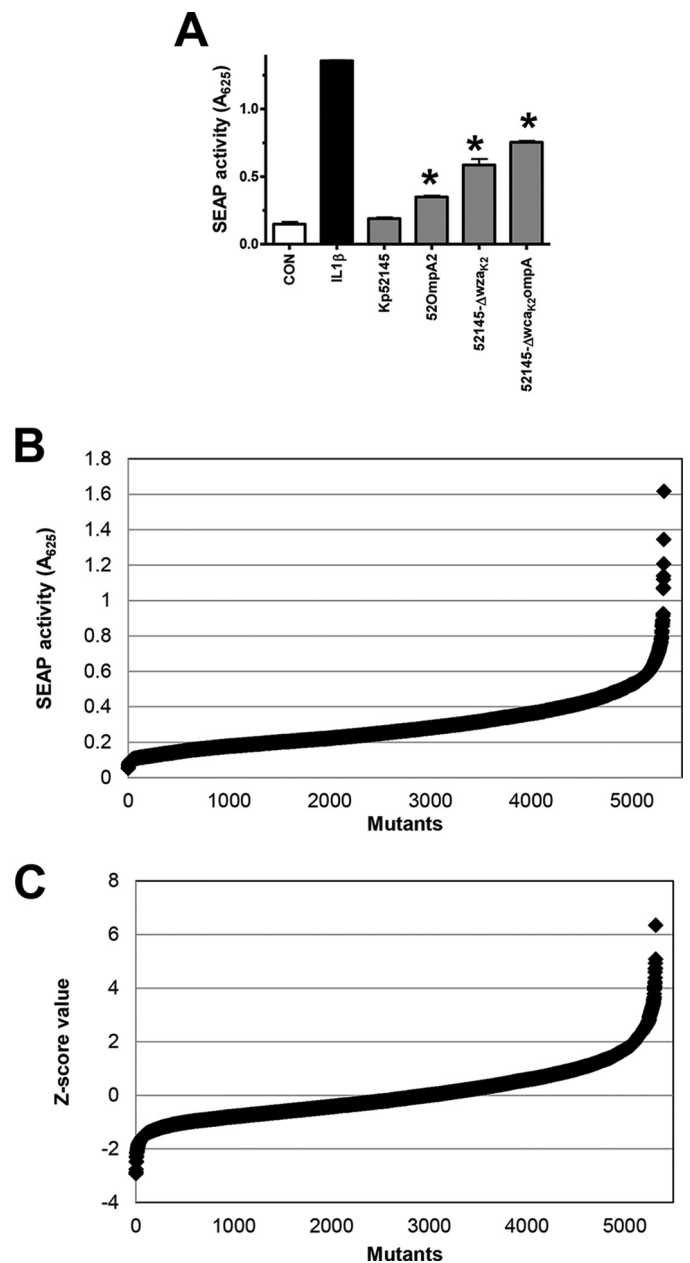 A
SEAP activity (A625)
1.0
0.5
0.0
*
*
*
CON
IL1β
Kp52145
52OmpA2
52145-ΔwzaK2
52145-ΔwcaK2ompA
B
SEAP activity (A625)
1.8
1.6
1.4
1.2
1
0.8
0.6
0.4
0.2
0
0 1000 2000 3000 4000 5000
Mutants
C
Z-score value
8
6
4
2
0
-2
-4
0 1000 2000 3000 4000 5000
Mutants